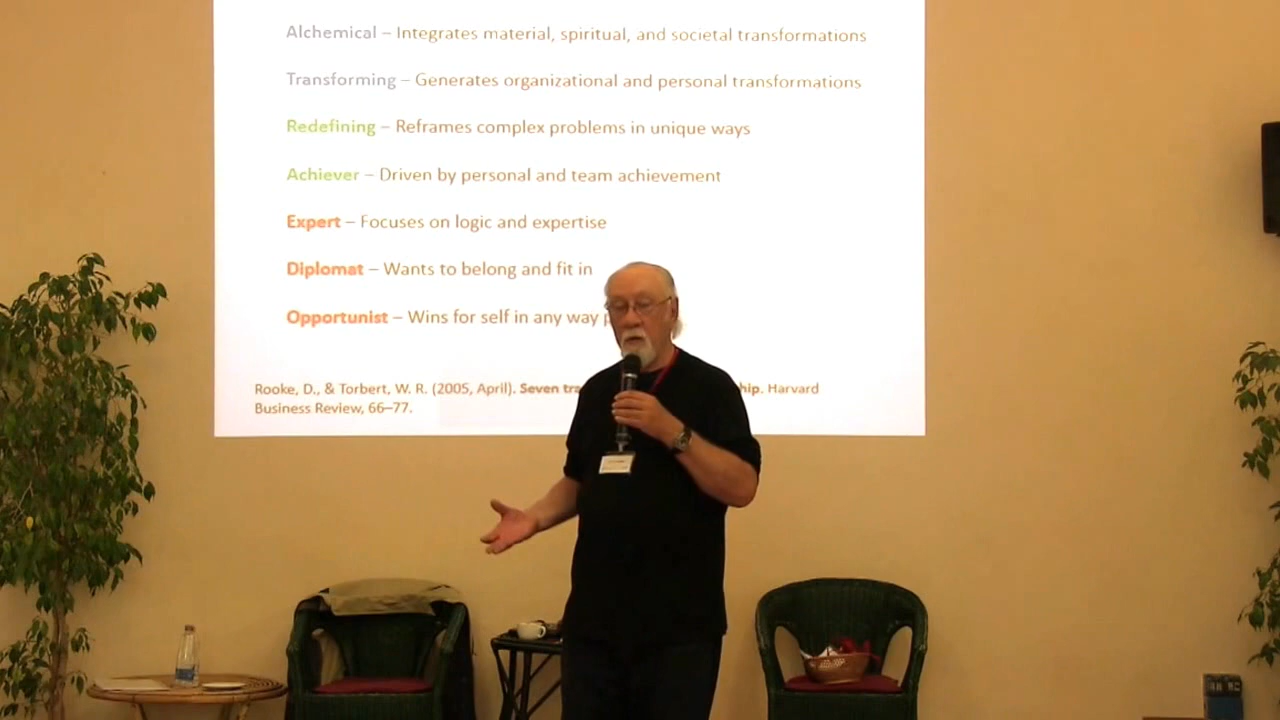 Alchemical – Integrates material, spiritual, and societal transformations
Transforming – Generates organizational and personal transformations
Redefining – Reframes complex problems in unique ways
Achiever – Driven by personal and team achievement
Expert – Focuses on logic and expertise
Diplomat – Wants to belong and fit in
Opportunist – Wins for self in any way
Rooke, D., & Torbert, W. R. (2005, April). Seven Harvard
Business Review, 66–77.